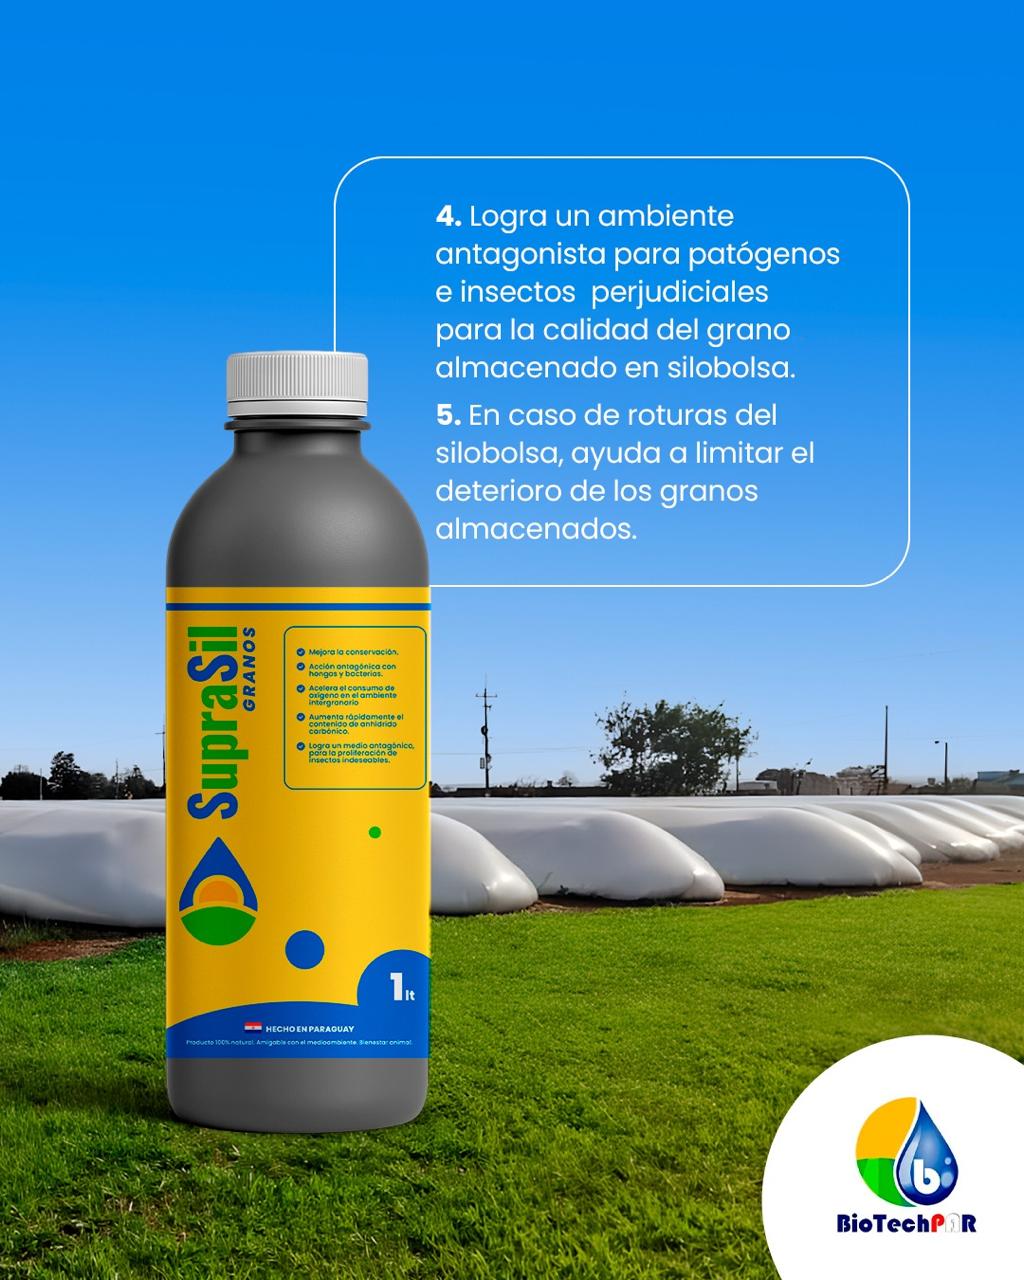 4. Logra un ambiente
antagonista para patógenos
e insectos  perjudiciales
para la calidad del grano
almacenado en silobolsa.
5. En caso de roturas del
silobolsa, ayuda a limitar el
deterioro de los granos
almacenados.
SupraSil
GRANOS
Mejora la conservación.
Acción antagónica con
hongos y bacterias.
Acelera el consumo de
oxígeno en el ambiente
intergranario
Aumenta rápidamente el
contenido de anhídrido
carbónico.
Logra un medio antagónico,
para la proliferación de
insectos indeseables.
1lt
HECHO EN PARAGUAY
Producto 100% natural. Amigable con el medioambiente. Bienestar animal.
b
BioTechPAR